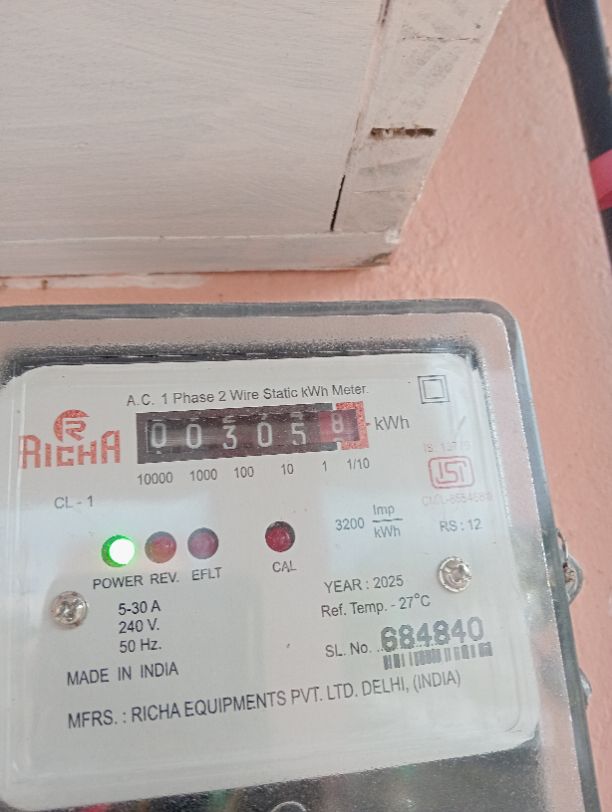 A.C. 1 Phase 2 Wire Static kWh Meter.
R
RICHA
0 0 3 0 5 8 kWh
10000 1000 100 10 1 1/10
CL - 1
3200 Imp/kWh
RS : 12
POWER REV. EFLT
CAL
5-30 A
240 V.
50 Hz.
YEAR : 2025
Ref. Temp. - 27°C
SL. No. 684840
MADE IN INDIA
MFRS. : RICHA EQUIPMENTS PVT. LTD. DELHI, (INDIA)